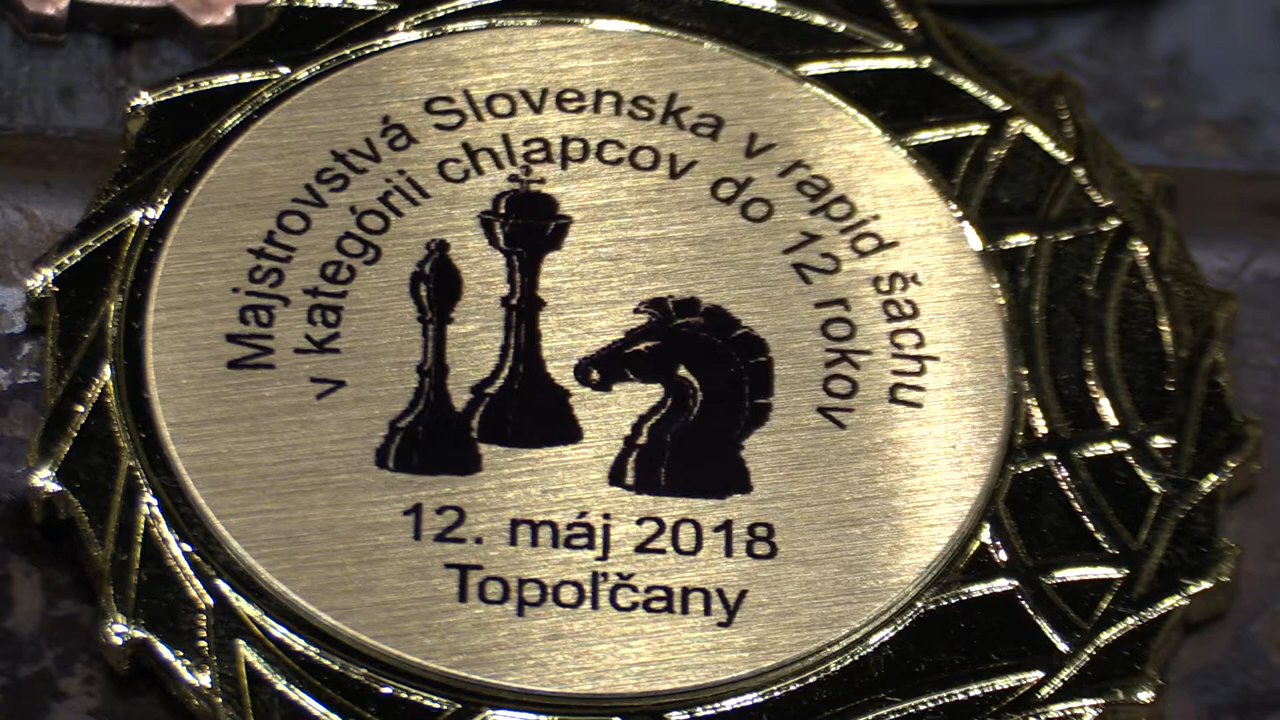 Majstrovstvá Slovenska v rapid šachu
v kategórii chlapcov do 12 rokov
12. máj 2018
Topoľčany